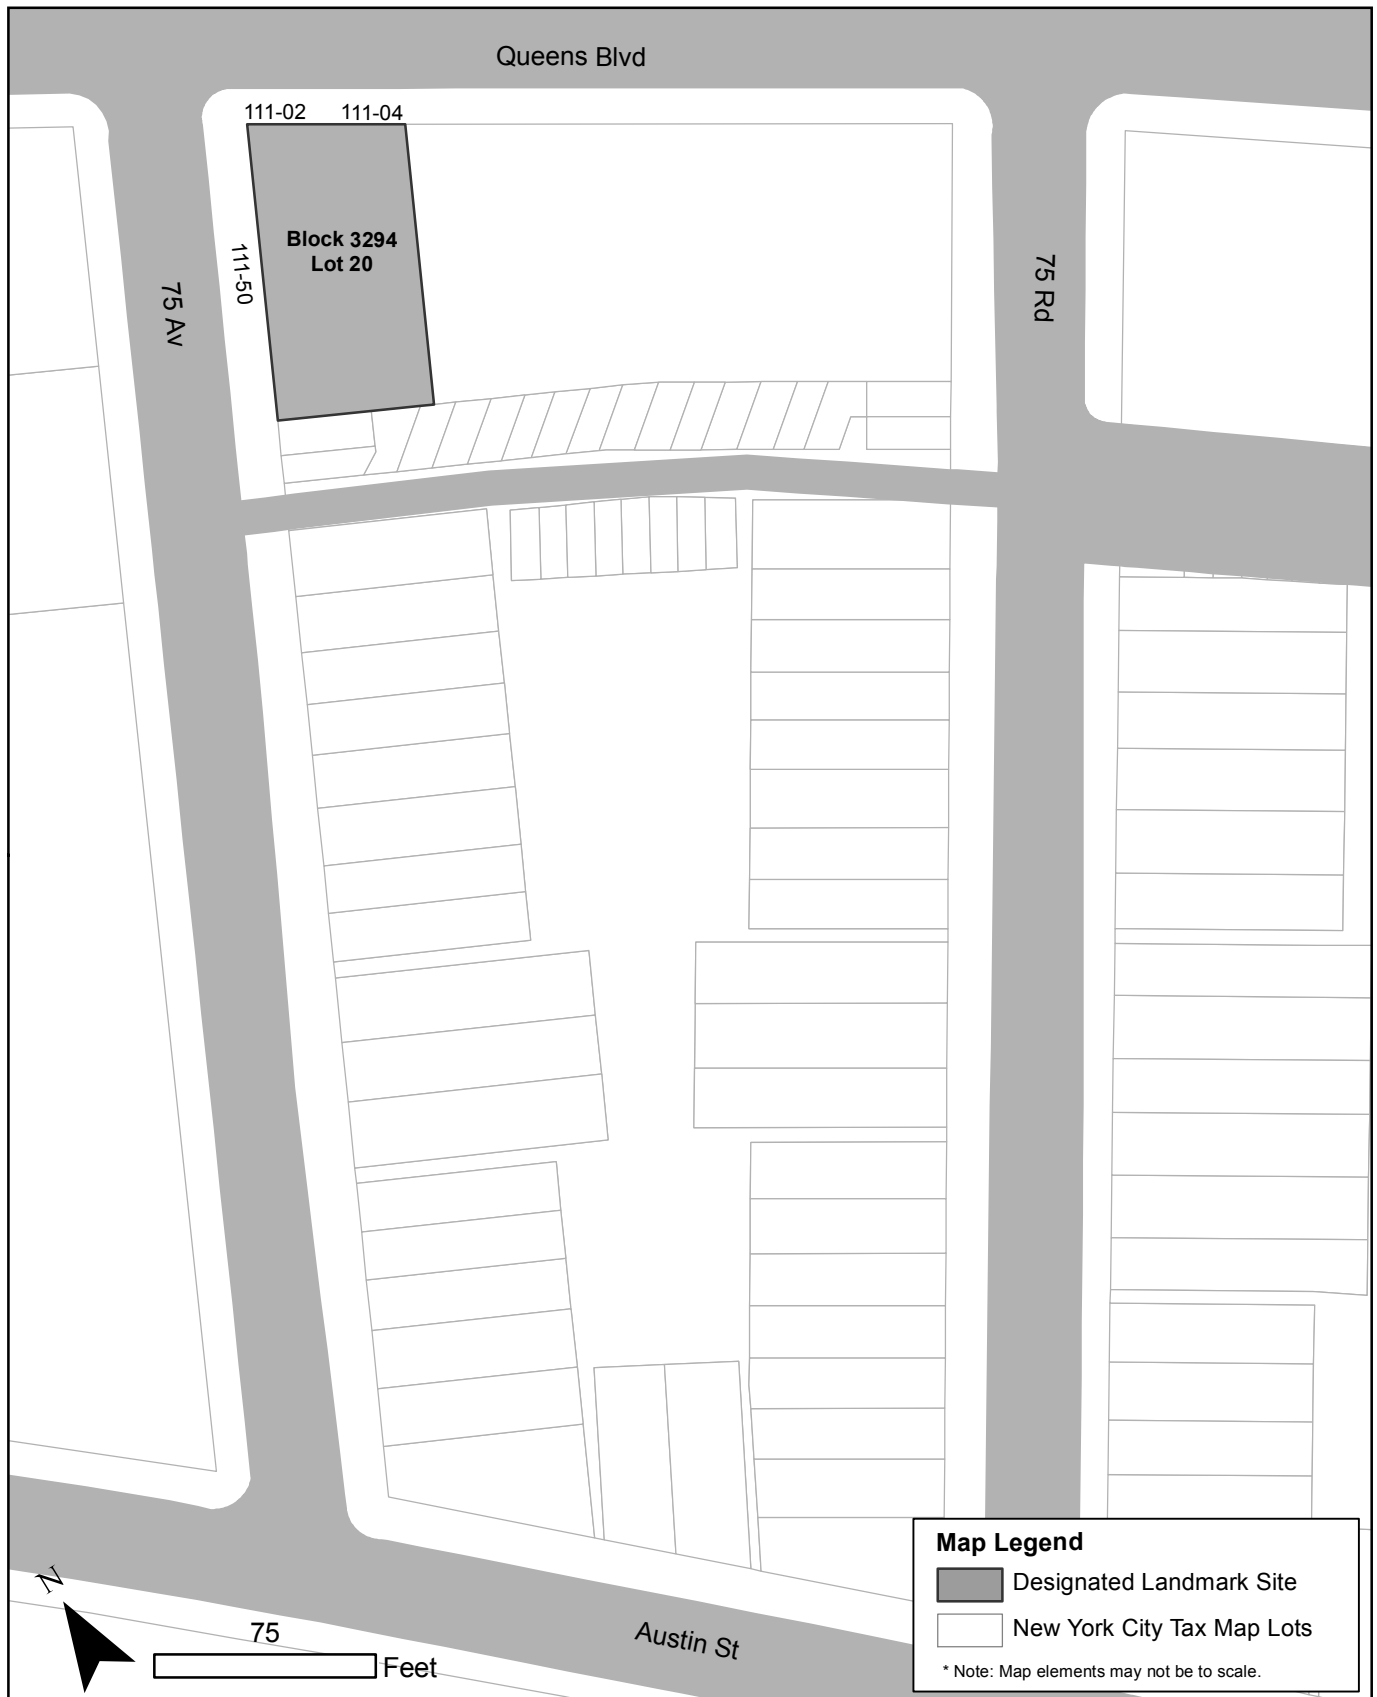 Queens Blvd
111-02
111-04
Block 3294
Lot 20
111-50
75 Av
75 Rd
Map Legend
Designated Landmark Site
New York City Tax Map Lots
* Note: Map elements may not be to scale.
N
75
Feet
Austin St